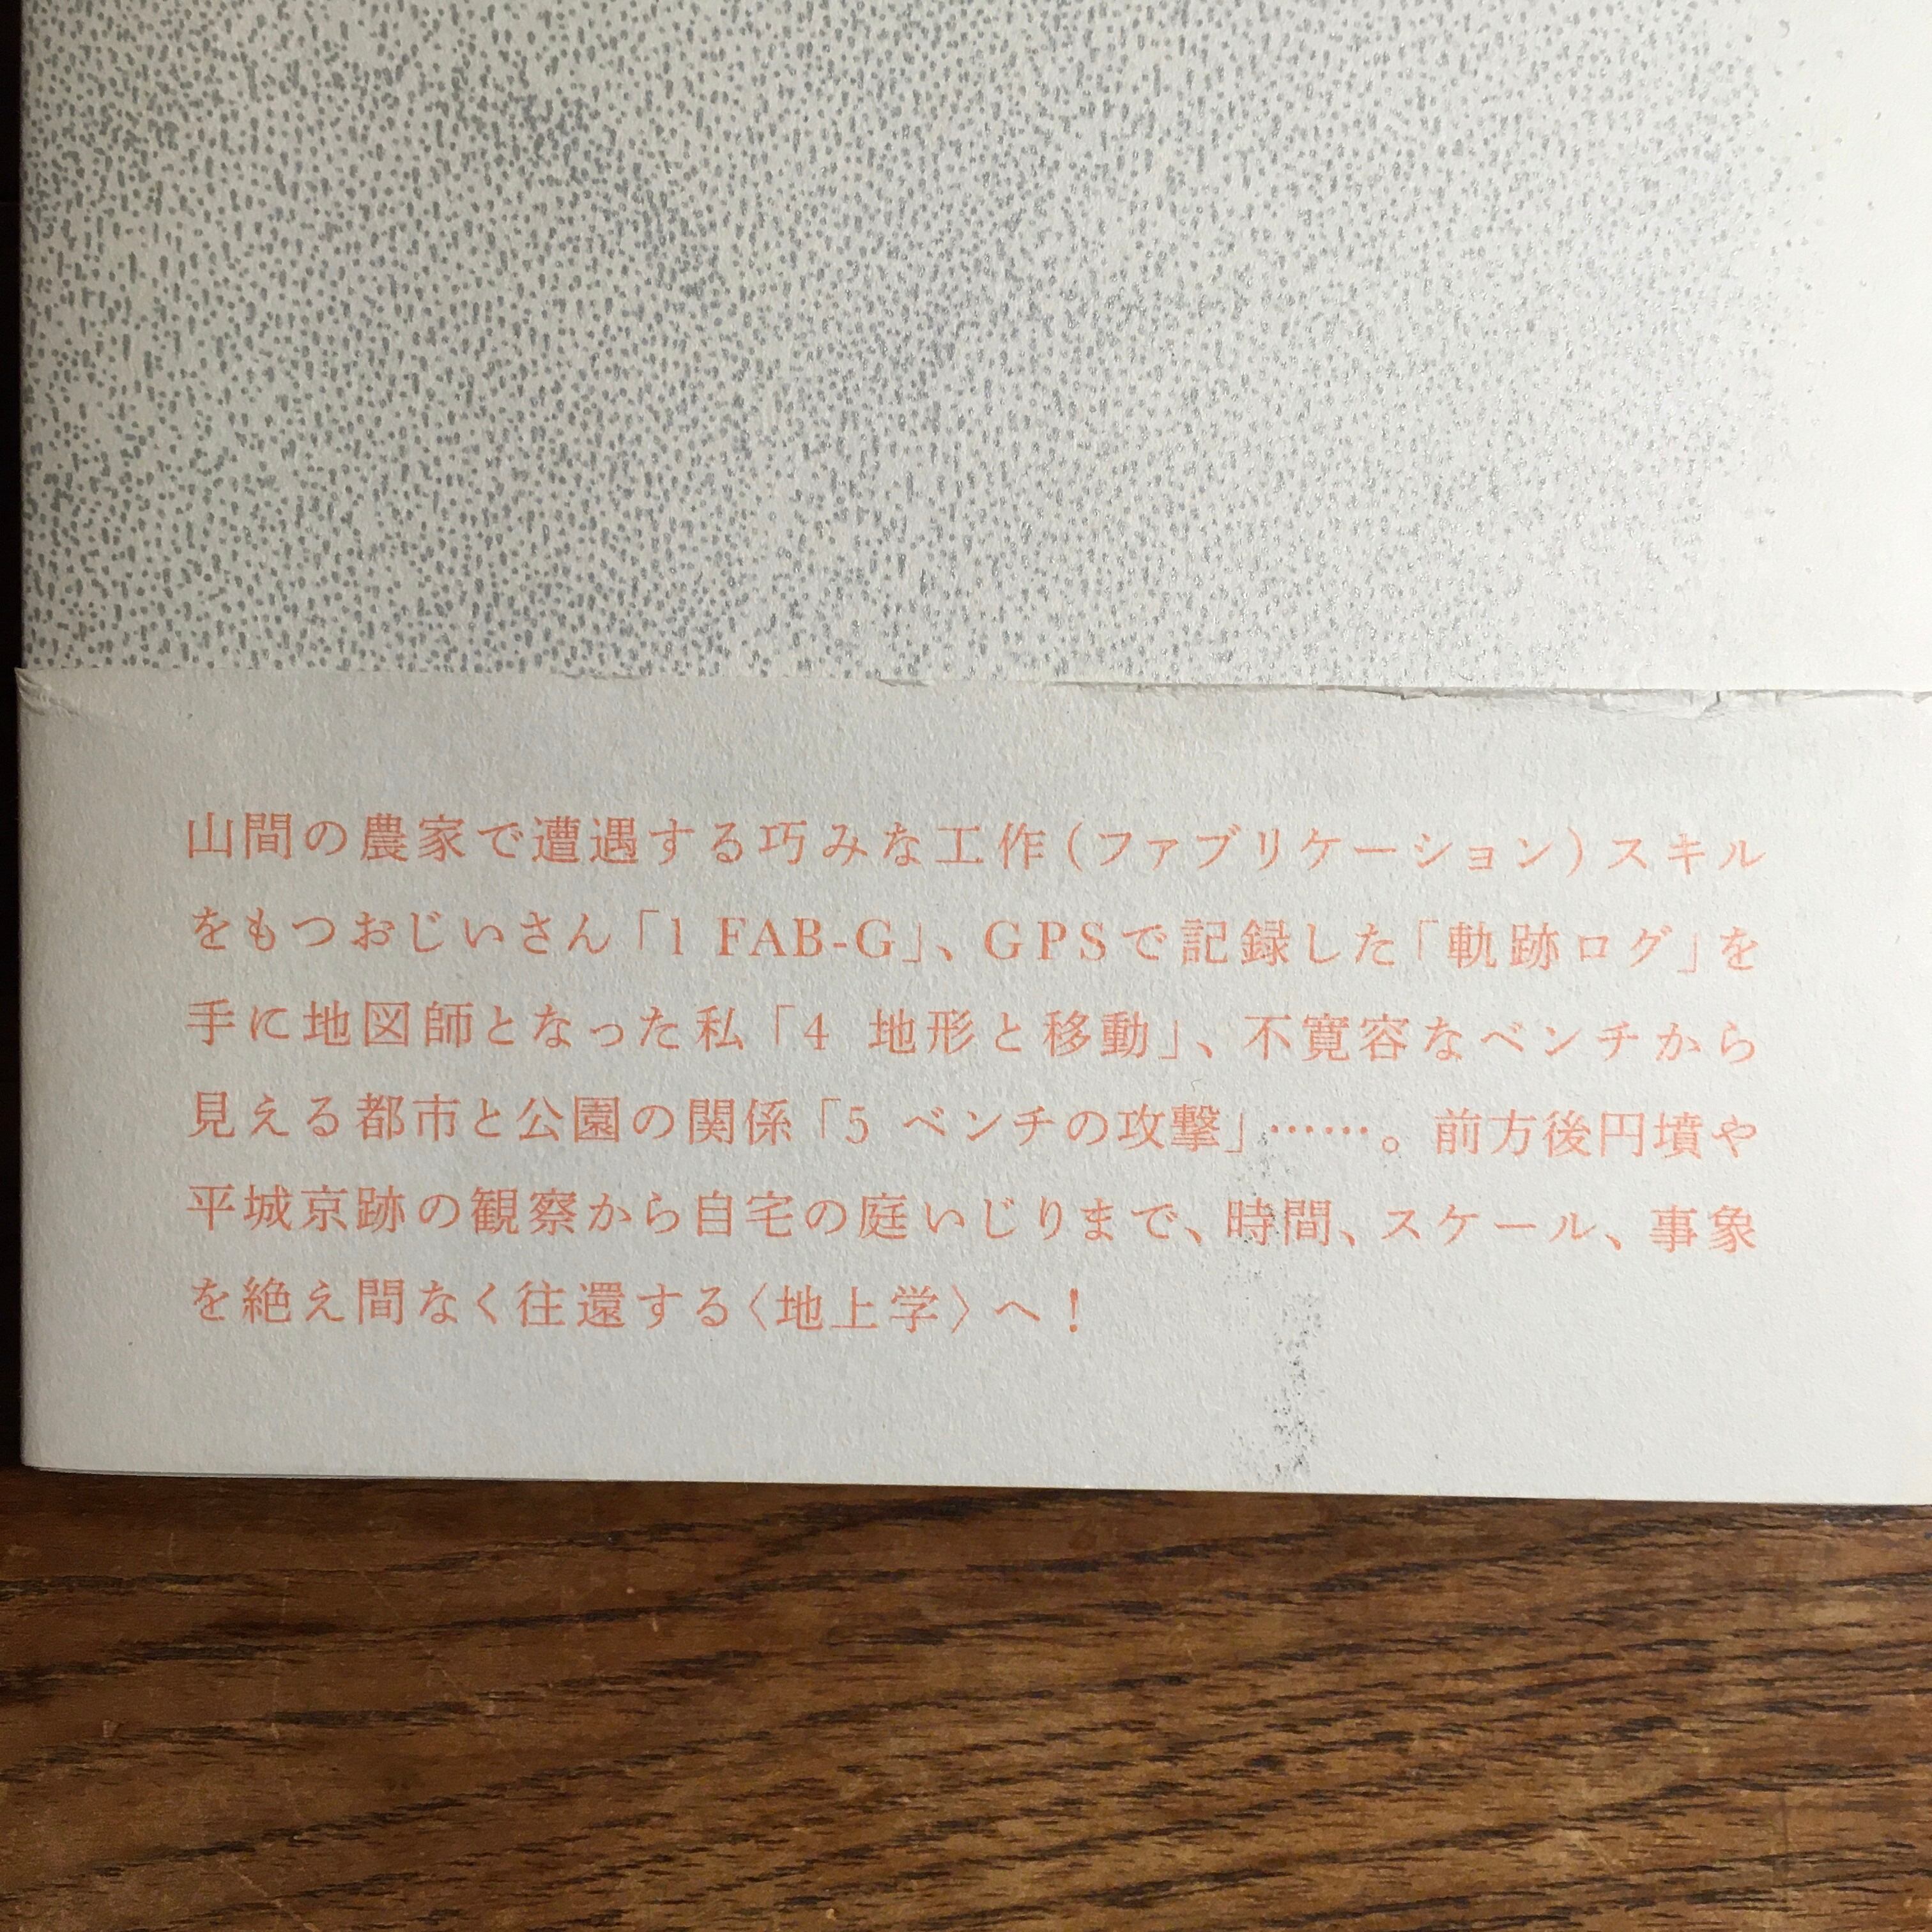 山間の農家で遭遇する巧みな工作（ファブリケーション）スキル
をもつおじいさん「1 FAB-G」、GPSで記録した「軌跡ログ」を
手に地図師となった私「4 地形と移動」、不寛容なベンチから
見える都市と公園の関係「5 ベンチの攻撃」……。前方後円墳や
平城京跡の観察から自宅の庭いじりまで、時間、スケール、事象
を絶え間なく往還する〈地上学〉へ！